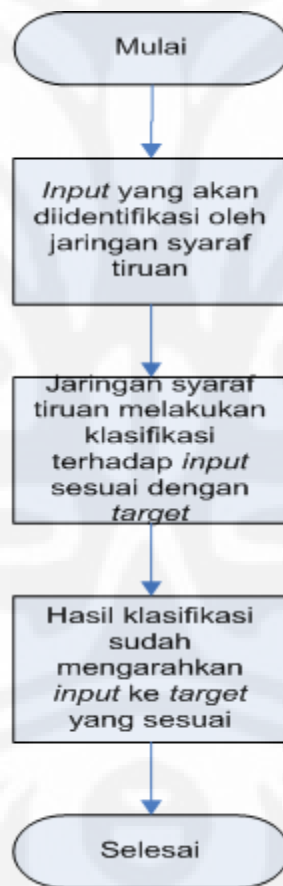 Mulai
Input yang akan
diidentifikasi oleh
jaringan syaraf
tiruan
Jaringan syaraf
tiruan melakukan
klasifikasi
terhadap input
sesuai dengan
target
Hasil klasifikasi
sudah
mengarahkan
input ke target
yang sesuai
Selesai